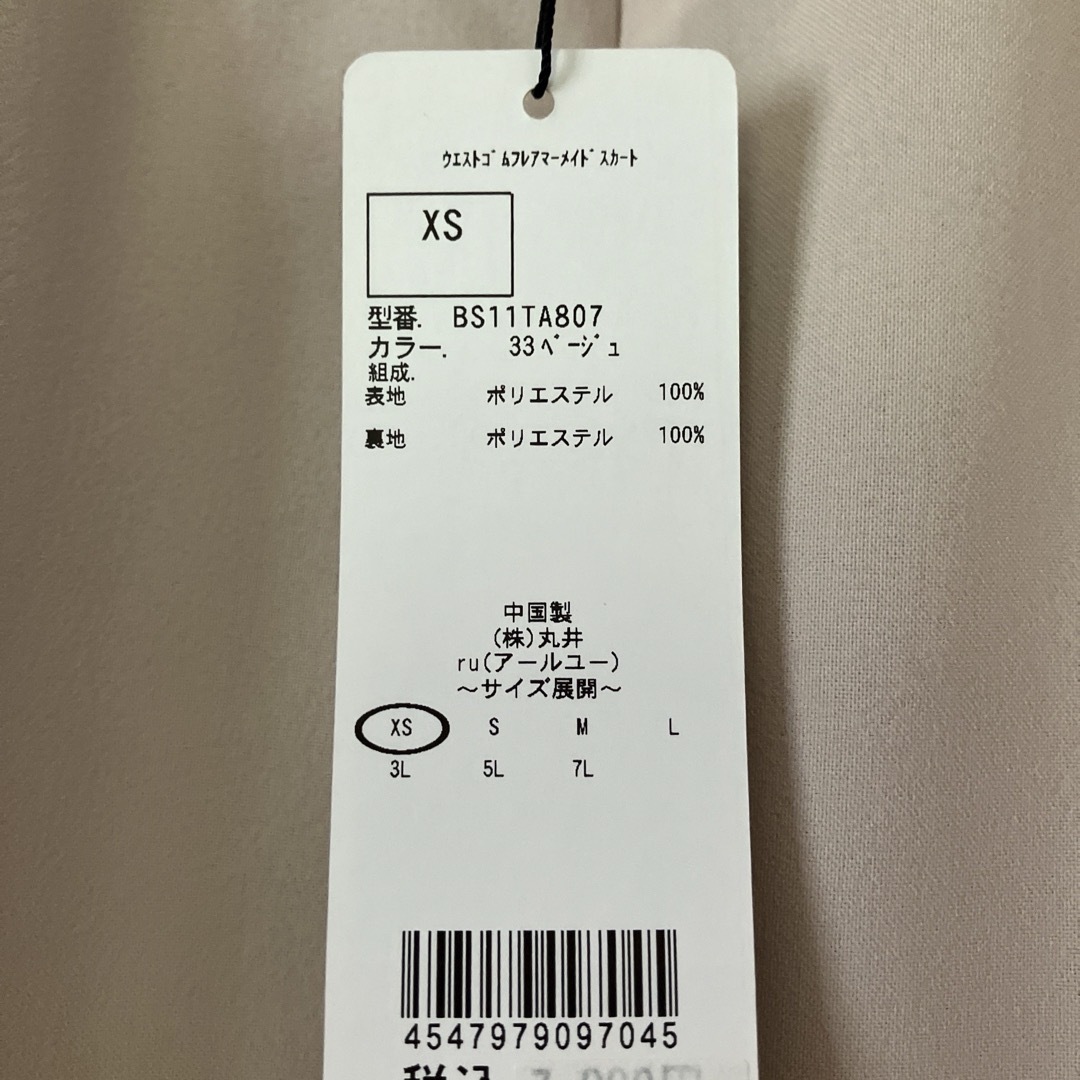 ｳエストｺﾞﾑﾌﾚｱﾏｰﾒｲﾄﾞｽｶｰﾄ
XS
型番. BS11TA807
カラー. 33ﾍﾞｰｼﾞｭ
組成.
表地 ポリエステル 100%
裏地 ポリエステル 100%
中国製
(株)丸井
ru(アールユー)
～サイズ展開～
XS S M L
3L 5L 7L
4547979097045
税込